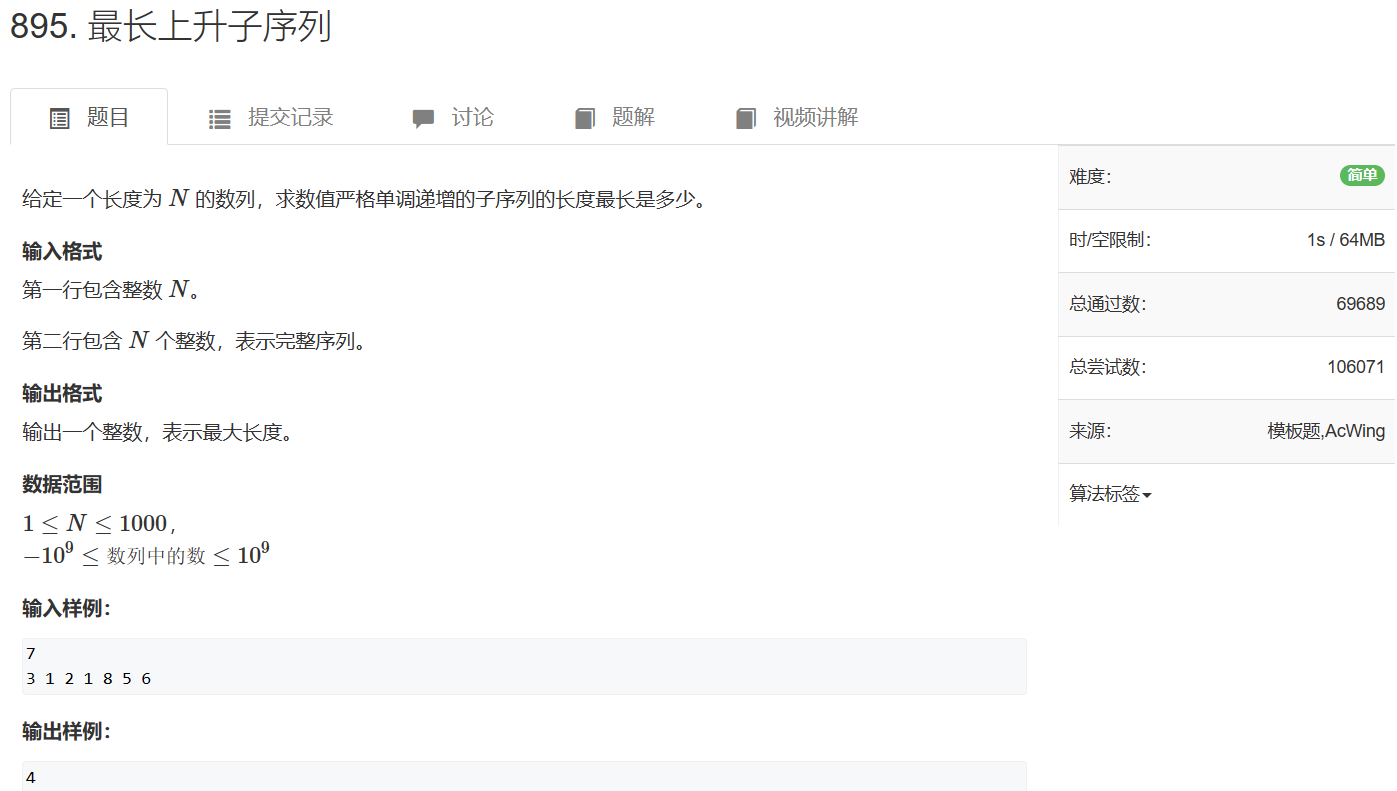 895. 最长上升子序列
题目 提交记录 讨论 题解 视频讲解
给定一个长度为 N 的数列，求数值严格单调递增的子序列的长度最长是多少。
输入格式
第一行包含整数 N。
第二行包含 N 个整数，表示完整序列。
输出格式
输出一个整数，表示最大长度。
数据范围
1 ≤ N ≤ 1000，
−10⁹ ≤ 数列中的数 ≤ 10⁹
输入样例：
7
3 1 2 1 8 5 6
输出样例：
4
难度： 简单
时/空限制： 1s / 64MB
总通过数： 69689
总尝试数： 106071
来源： 模板题,AcWing
算法标签